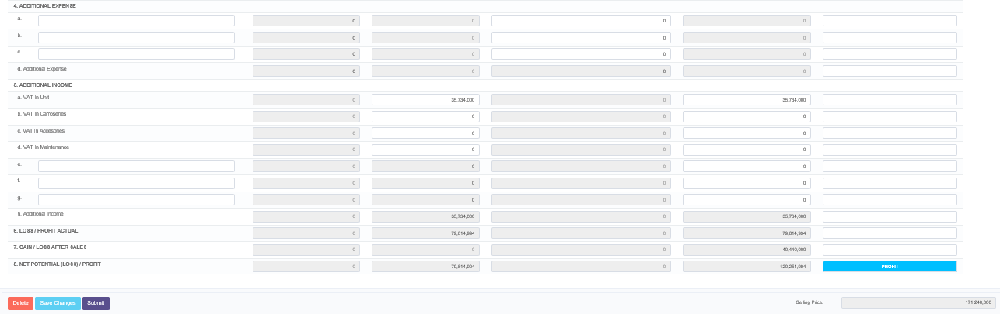 4. ADDITIONAL EXPENSE
a. 0 0 0 0
b. 0 0 0 0
c. 0 0 0 0
d. Additional Expense 0 0 0 0
5. ADDITIONAL INCOME
a. VAT in Unit 0 35,734,000 0 35,734,000
b. VAT in Carroseries 0 0 0 0
c. VAT in Accesories 0 0 0 0
d. VAT in Maintenance 0 0 0 0
e. 0 0 0 0
f. 0 0 0 0
g. 0 0 0 0
h. Additional Income 0 35,734,000 0 35,734,000
6. LOSS / PROFIT ACTUAL 0 79,814,994 0 79,814,994
7. GAIN / LOSS AFTER SALES 0 0 0 40,440,000
8. NET POTENTIAL (LOSS) / PROFIT 0 79,814,994 0 120,254,994 PROFIT
Delete Save Changes Submit Selling Price: 171,240,000